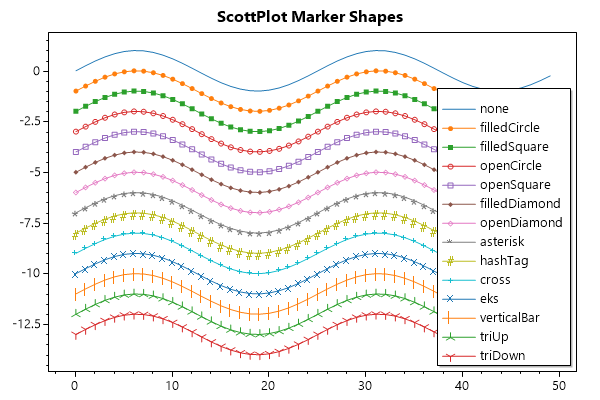 ScottPlot Marker Shapes
0
-2.5
-5
-7.5
-10
-12.5
none
filledCircle
filledSquare
openCircle
openSquare
filledDiamond
openDiamond
asterisk
hashTag
cross
eks
verticalBar
triUp
triDown
0
10
20
30
40
50